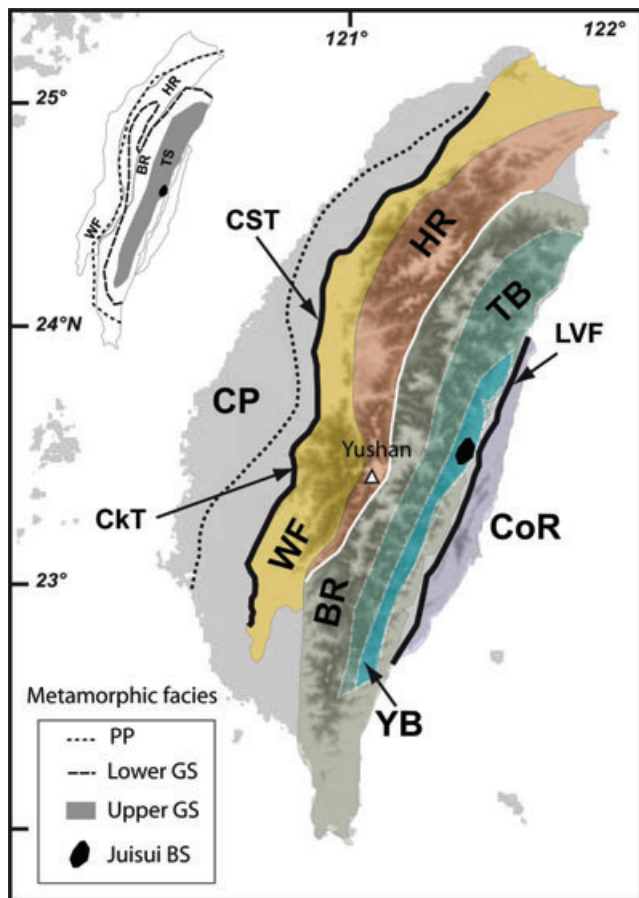 121°
122°
25°
HR
BR
TS
WF
CST
HR
24°N
TB
LVF
CP
Yushan
CkT
WF
CoR
23°
BR
YB
Metamorphic facies
PP
Lower GS
Upper GS
Juisui BS